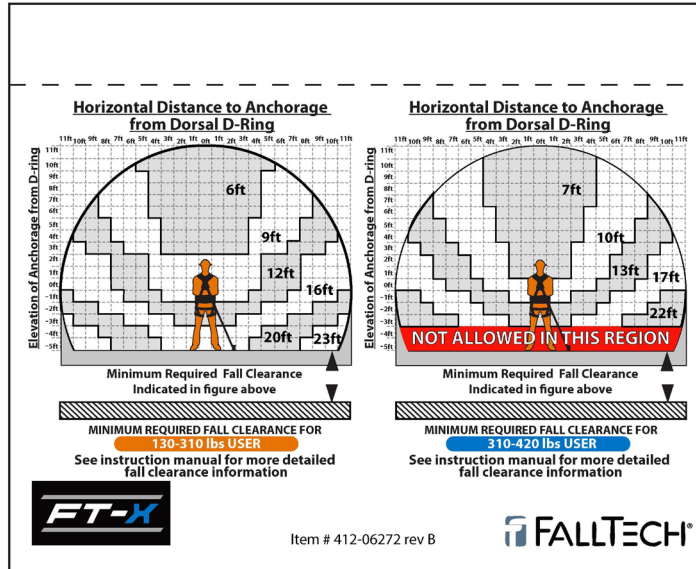 Horizontal Distance to Anchorage
from Dorsal D-Ring
11ft 10ft 9ft 8ft 7ft 6ft 5ft 4ft 3ft 2ft 1ft 0ft 1ft 2ft 3ft 4ft 5ft 6ft 7ft 8ft 9ft 10ft 11ft
Elevation of Anchorage from D-ring
11ft
10ft
9ft
8ft
7ft
6ft
5ft
4ft
3ft
2ft
1ft
0ft
-1ft
-2ft
-3ft
-4ft
-5ft
6ft
9ft
12ft
16ft
20ft
23ft
Minimum Required Fall Clearance
Indicated in figure above
MINIMUM REQUIRED FALL CLEARANCE FOR
130-310 lbs USER
See instruction manual for more detailed
fall clearance information
Horizontal Distance to Anchorage
from Dorsal D-Ring
11ft 10ft 9ft 8ft 7ft 6ft 5ft 4ft 3ft 2ft 1ft 0ft 1ft 2ft 3ft 4ft 5ft 6ft 7ft 8ft 9ft 10ft 11ft
Elevation of Anchorage from D-ring
11ft
10ft
9ft
8ft
7ft
6ft
5ft
4ft
3ft
2ft
1ft
0ft
-1ft
-2ft
-3ft
-4ft
-5ft
7ft
10ft
13ft
17ft
22ft
NOT ALLOWED IN THIS REGION
Minimum Required Fall Clearance
Indicated in figure above
MINIMUM REQUIRED FALL CLEARANCE FOR
310-420 lbs USER
See instruction manual for more detailed
fall clearance information
FT-X
Item # 412-06272 rev B
FALLTECH®